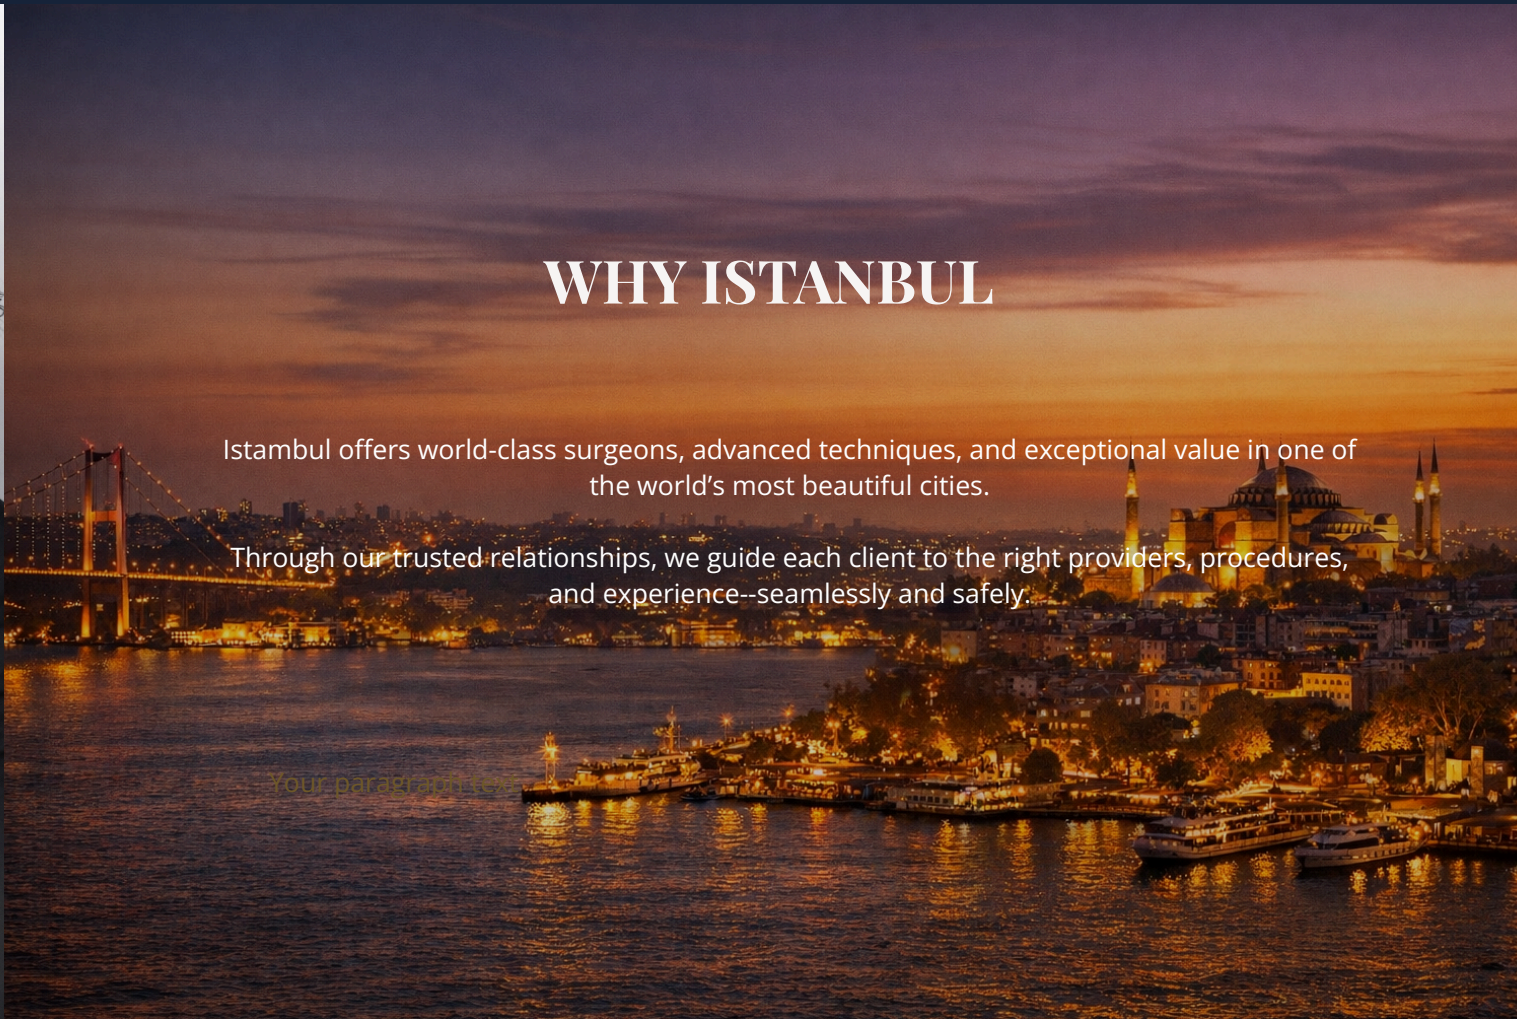 WHY ISTANBUL
Istambul offers world-class surgeons, advanced techniques, and exceptional value in one of
the world’s most beautiful cities.
Through our trusted relationships, we guide each client to the right providers, procedures,
and experience--seamlessly and safely.
Your paragraph text